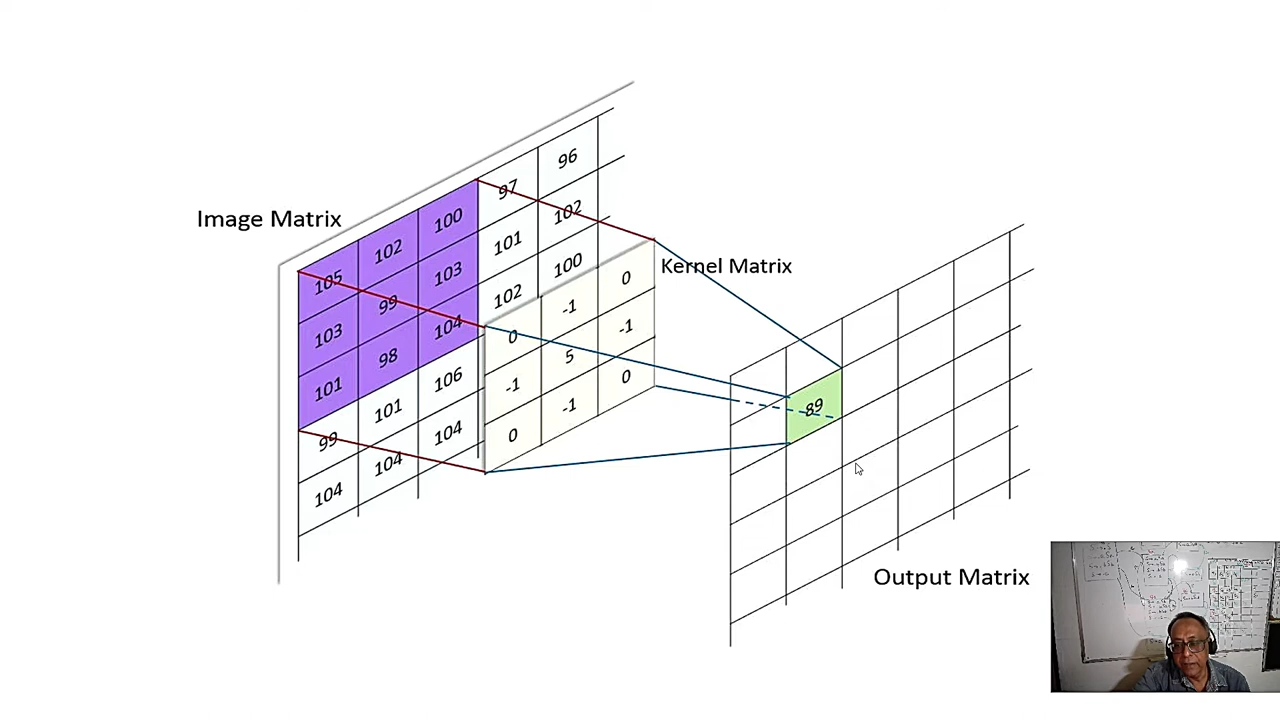 Image Matrix
105 102 100 97 96
103 99 103 101 102
101 98 104 102 100
99 101 106
104 104 104
Kernel Matrix
0 -1 0
-1 5 -1
0 -1 0
89
Output Matrix